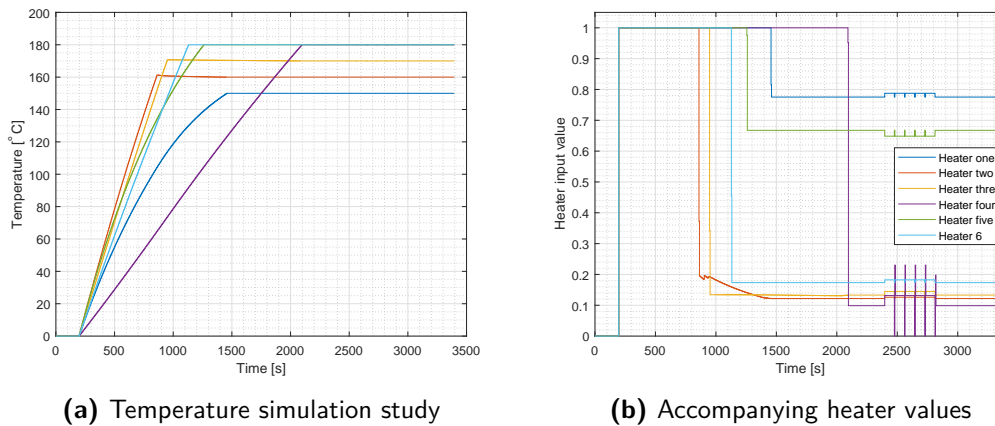 200
180
160
140
120
100
80
60
40
20
0
Temperature [° C]
0 500 1000 1500 2000 2500 3000 3500
Time [s]
1
0.9
0.8
0.7
0.6
0.5
0.4
0.3
0.2
0.1
0
Heater input value
0 500 1000 1500 2000 2500 3000
Time [s]
Heater one
Heater two
Heater three
Heater four
Heater five
Heater 6
(a) Temperature simulation study
(b) Accompanying heater values